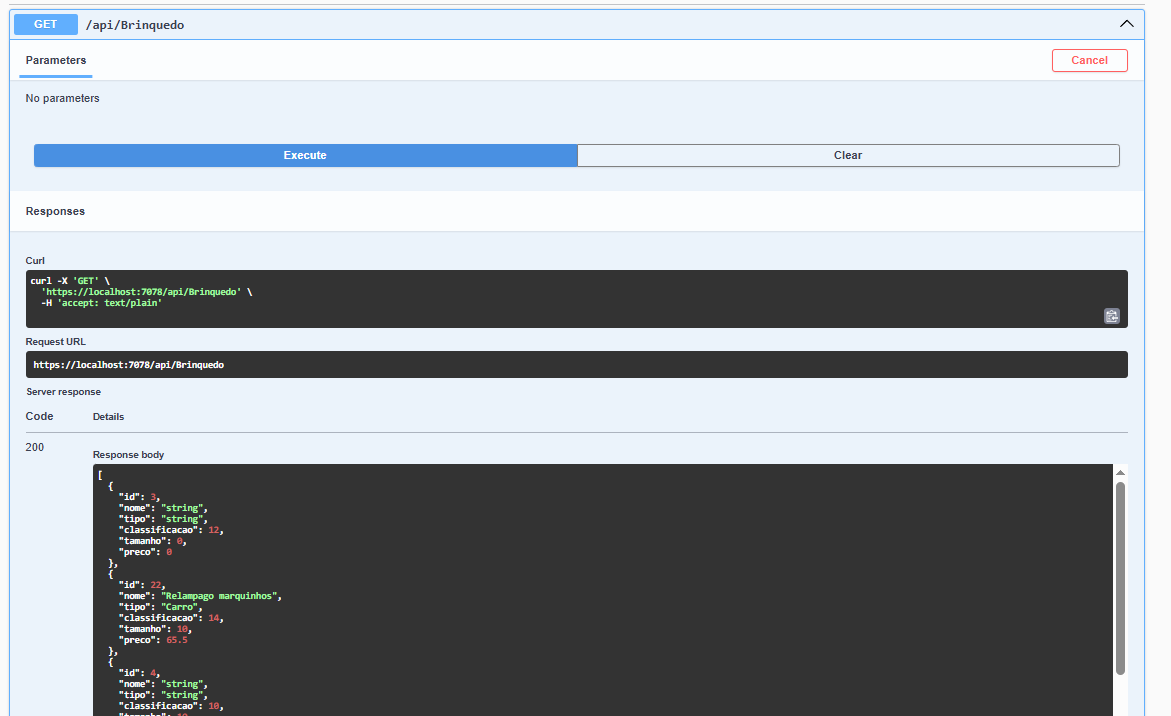 GET /api/Brinquedo
Parameters
Cancel
No parameters
Execute
Clear
Responses
Curl
curl -X 'GET' \
  'https://localhost:7078/api/Brinquedo' \
  -H 'accept: text/plain'
Request URL
https://localhost:7078/api/Brinquedo
Server response
Code Details
200
Response body
[
  {
    "id": 3,
    "nome": "string",
    "tipo": "string",
    "classificacao": 12,
    "tamanho": 0,
    "preco": 0
  },
  {
    "id": 22,
    "nome": "Relampago marquinhos",
    "tipo": "Carro",
    "classificacao": 14,
    "tamanho": 10,
    "preco": 65.5
  },
  {
    "id": 4,
    "nome": "string",
    "tipo": "string",
    "classificacao": 10,